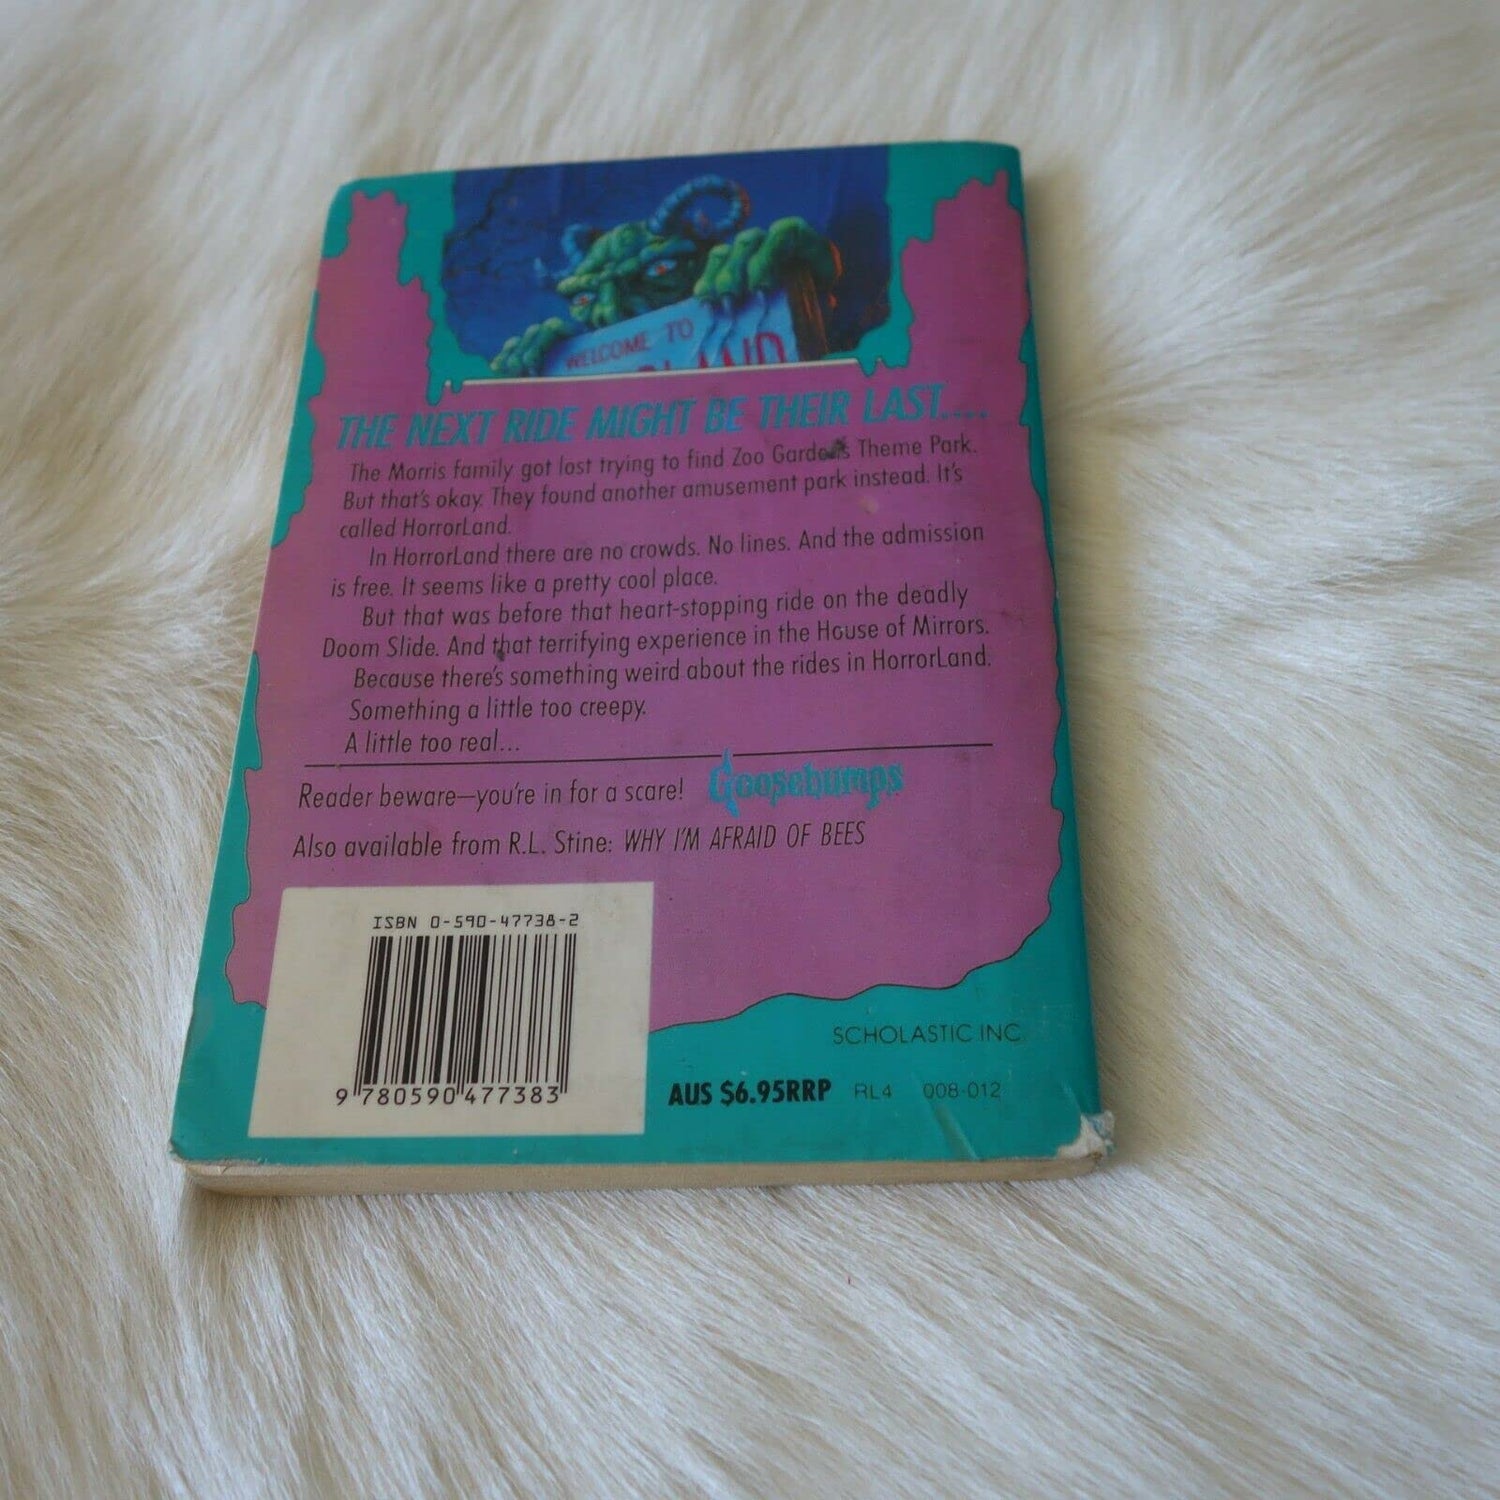 WELCOME TO
LAND
THE NEXT RIDE MIGHT BE THEIR LAST....
The Morris family got lost trying to find Zoo Gardens Theme Park.
But that's okay. They found another amusement park instead. It's
called HorrorLand.
In HorrorLand there are no crowds. No lines. And the admission
is free. It seems like a pretty cool place.
But that was before that heart-stopping ride on the deadly
Doom Slide. And that terrifying experience in the House of Mirrors.
Because there's something weird about the rides in HorrorLand.
Something a little too creepy.
A little too real...
Reader beware—you're in for a scare! Goosebumps
Also available from R.L. Stine: WHY I'M AFRAID OF BEES
ISBN 0-590-47738-2
9 780590 477383
SCHOLASTIC INC.
AUS $6.95RRP RL4 008-012